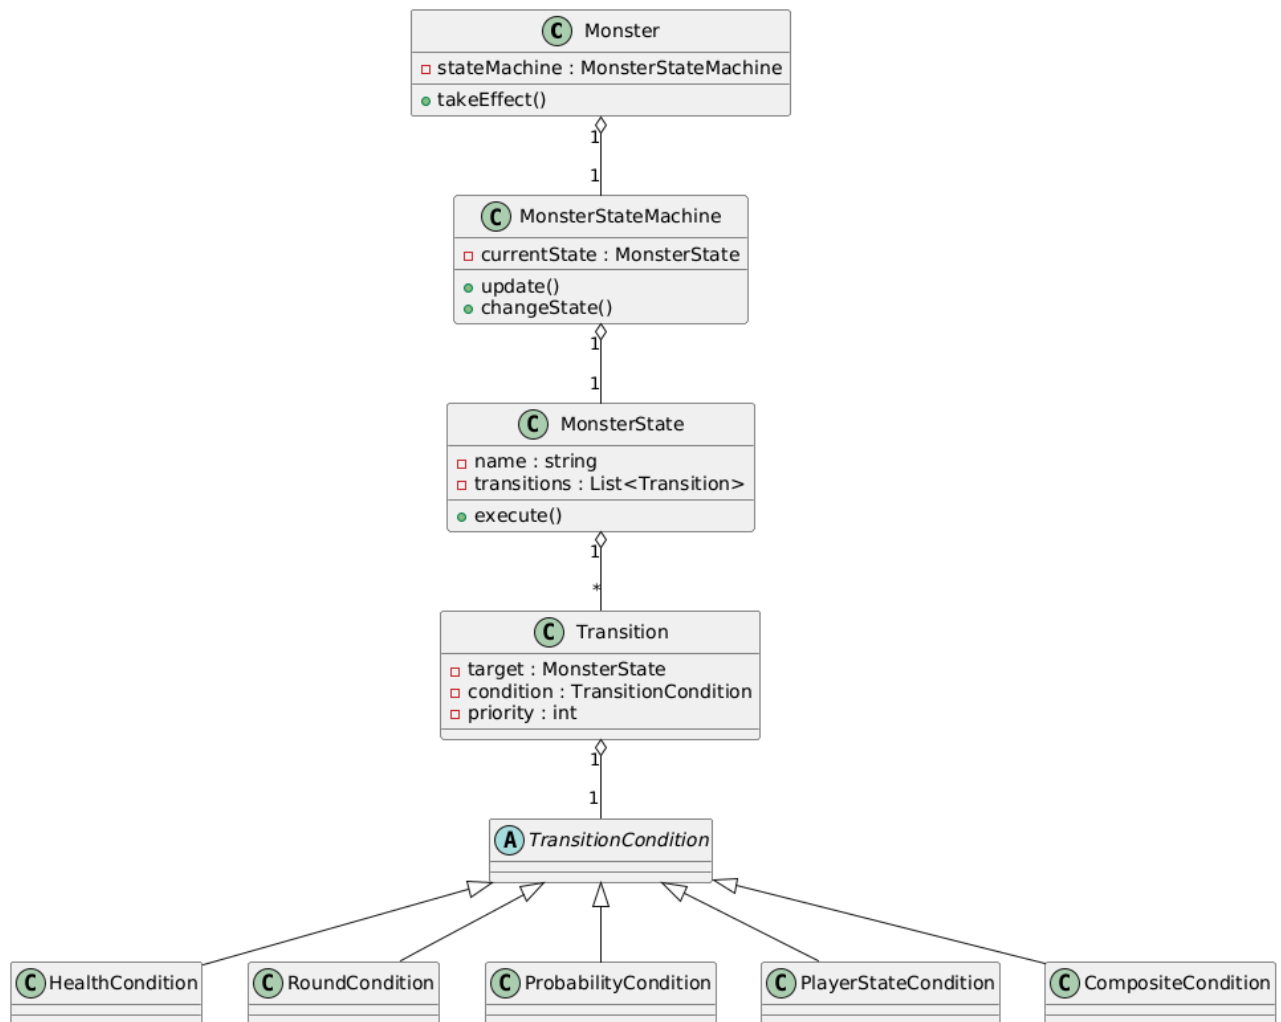 C Monster
stateMachine : MonsterStateMachine
takeEffect()
1
1
C MonsterStateMachine
currentState : MonsterState
update()
changeState()
1
1
C MonsterState
name : string
transitions : List<Transition>
execute()
1
*
C Transition
target : MonsterState
condition : TransitionCondition
priority : int
1
1
A TransitionCondition
C HealthCondition
C RoundCondition
C ProbabilityCondition
C PlayerStateCondition
C CompositeCondition